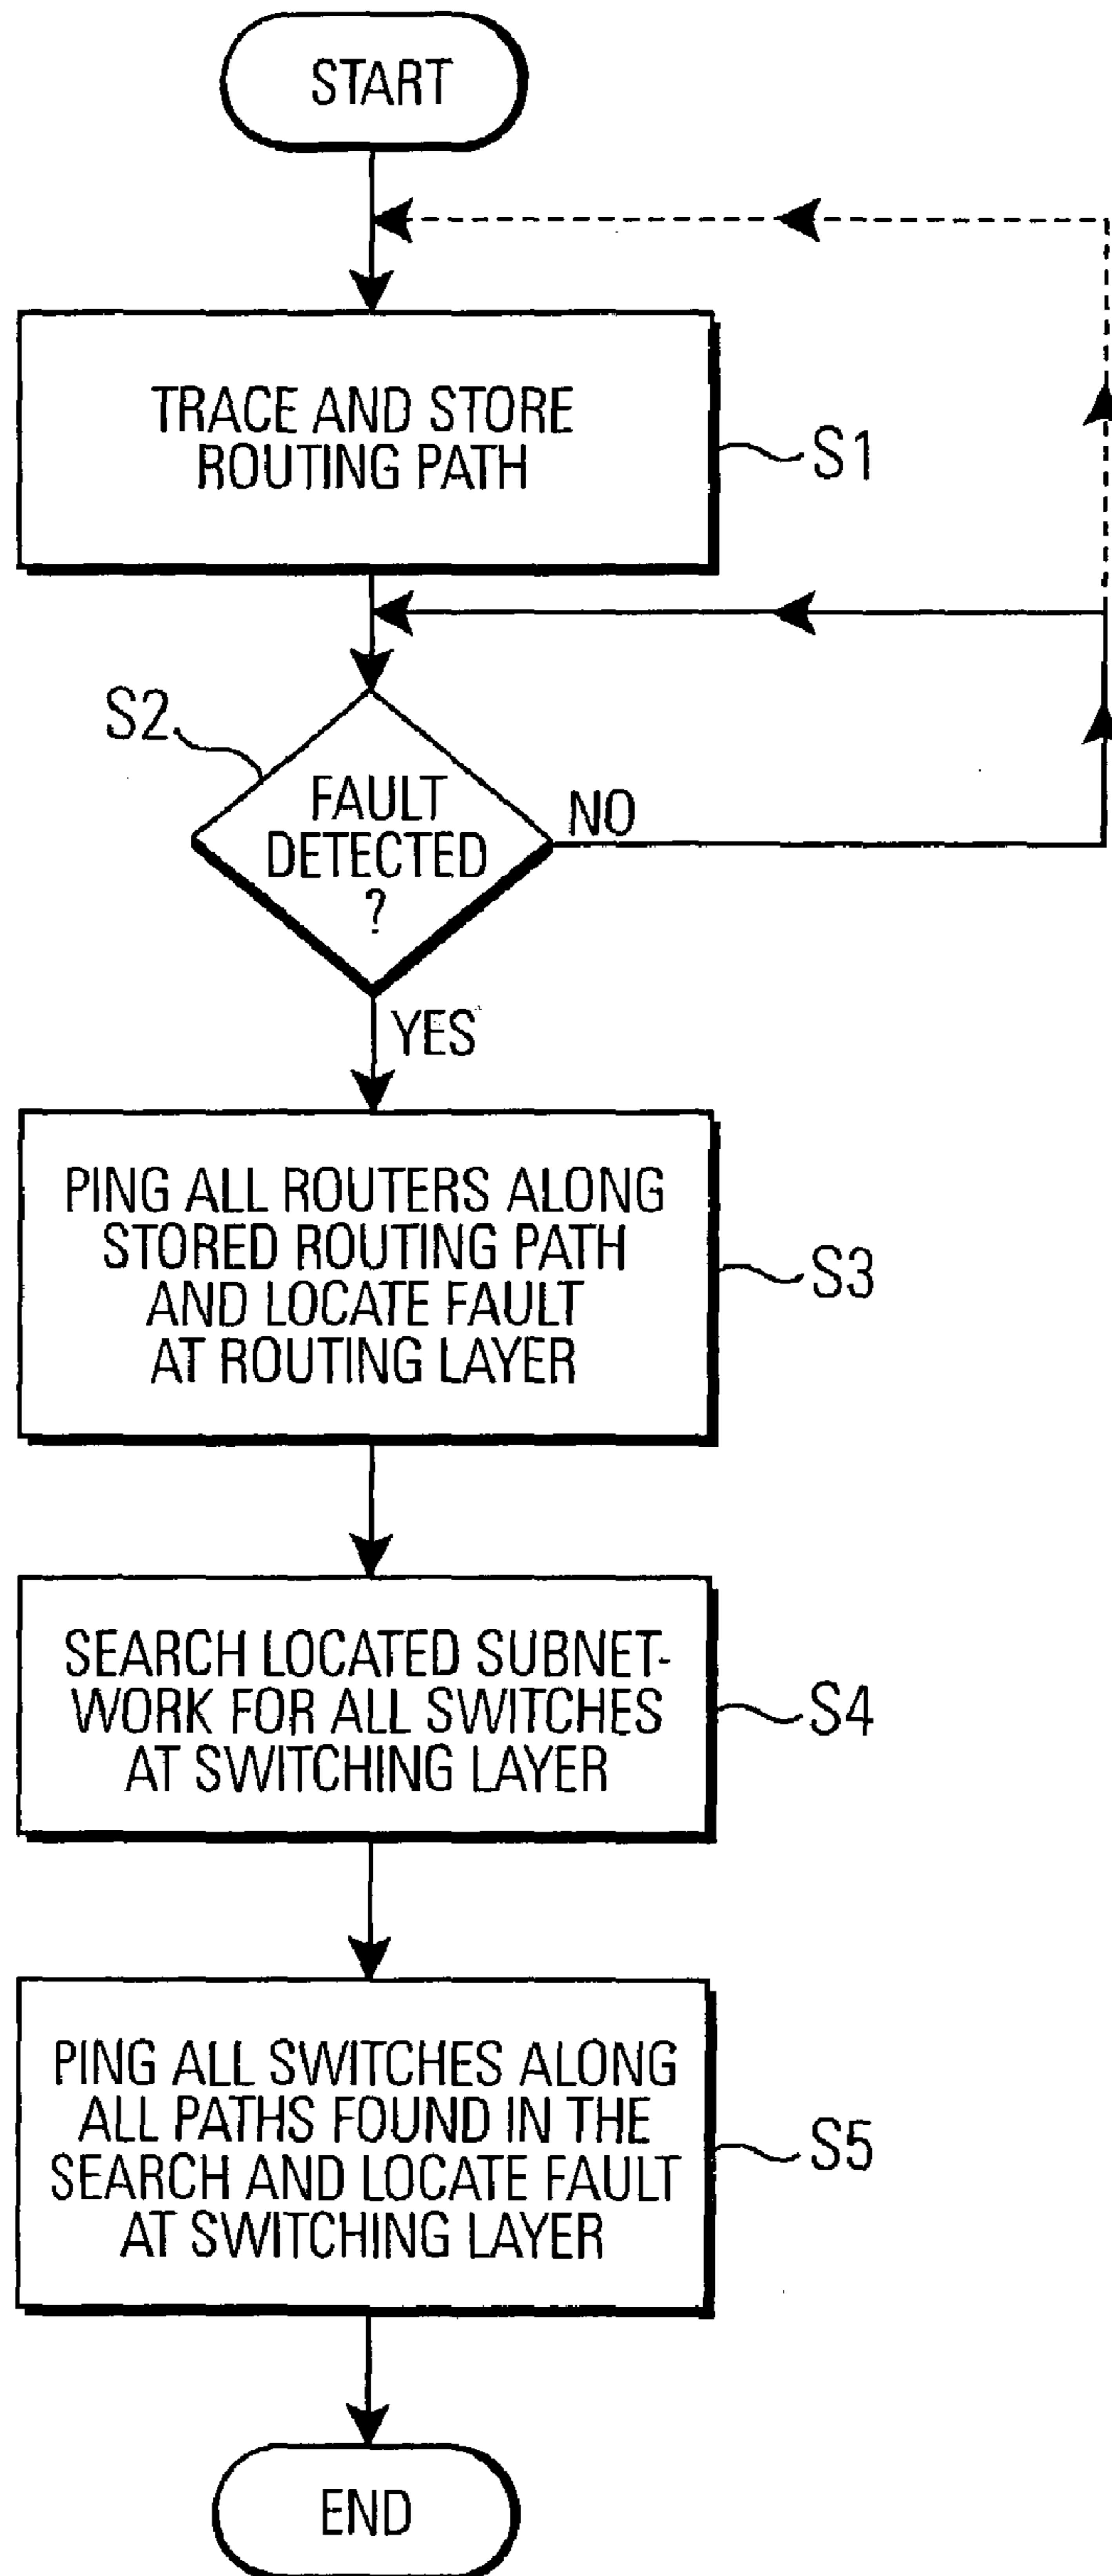 START
TRACE AND STORE
ROUTING PATH
S1
S2
FAULT
DETECTED
?
NO
YES
PING ALL ROUTERS ALONG
STORED ROUTING PATH
AND LOCATE FAULT
AT ROUTING LAYER
S3
SEARCH LOCATED SUBNET-
WORK FOR ALL SWITCHES
AT SWITCHING LAYER
S4
PING ALL SWITCHES ALONG
ALL PATHS FOUND IN THE
SEARCH AND LOCATE FAULT
AT SWITCHING LAYER
S5
END